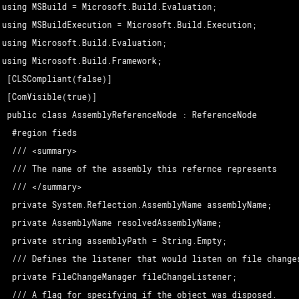 using MSBuild = Microsoft.Build.Evaluation;
using MSBuildExecution = Microsoft.Build.Execution;
using Microsoft.Build.Evaluation;
using Microsoft.Build.Framework;
[CLSCompliant(false)]
[ComVisible(true)]
public class AssemblyReferenceNode : ReferenceNode
#region fieds
/// <summary>
/// The name of the assembly this refernce represents
/// </summary>
private System.Reflection.AssemblyName assemblyName;
private AssemblyName resolvedAssemblyName;
private string assemblyPath = String.Empty;
/// Defines the listener that would listen on file changes
private FileChangeManager fileChangeListener;
/// A flag for specifying if the object was disposed.